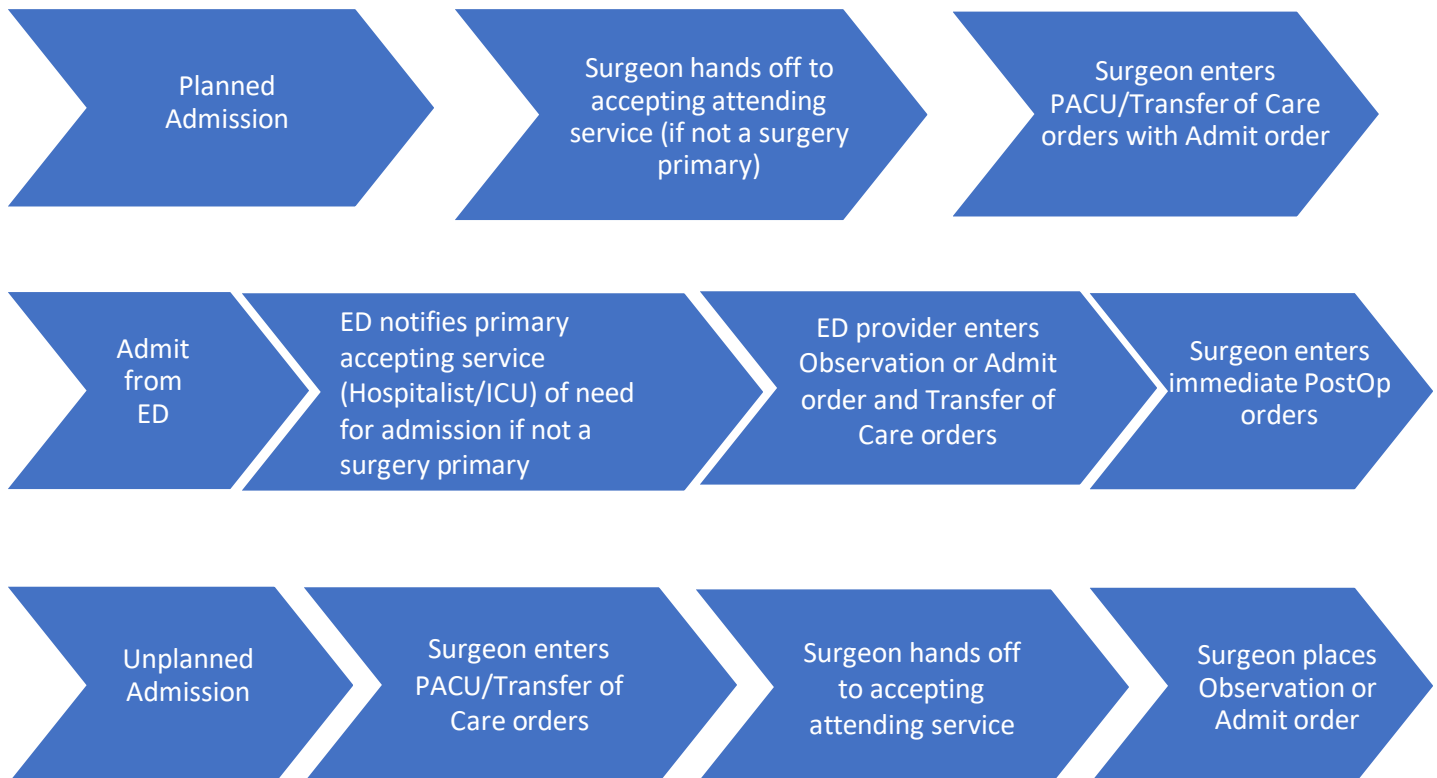 Planned
Admission
Surgeon hands off to
accepting attending
service (if not a surgery
primary)
Surgeon enters
PACU/Transfer of Care
orders with Admit order
Admit
from
ED
ED notifies primary
accepting service
(Hospitalist/ICU) of need
for admission if not a
surgery primary
ED provider enters
Observation or Admit
order and Transfer of
Care orders
Surgeon enters
immediate PostOp
orders
Unplanned
Admission
Surgeon enters
PACU/Transfer of
Care orders
Surgeon hands off
to accepting
attending service
Surgeon places
Observation or
Admit order